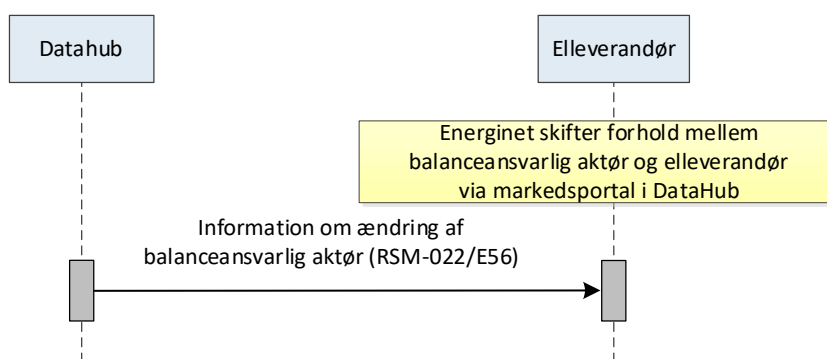 Datahub
Elleverandør
Energinet skifter forhold mellem
balanceansvarlig aktør og elleverandør
via markedsportal i DataHub
Information om ændring af
balanceansvarlig aktør (RSM-022/E56)